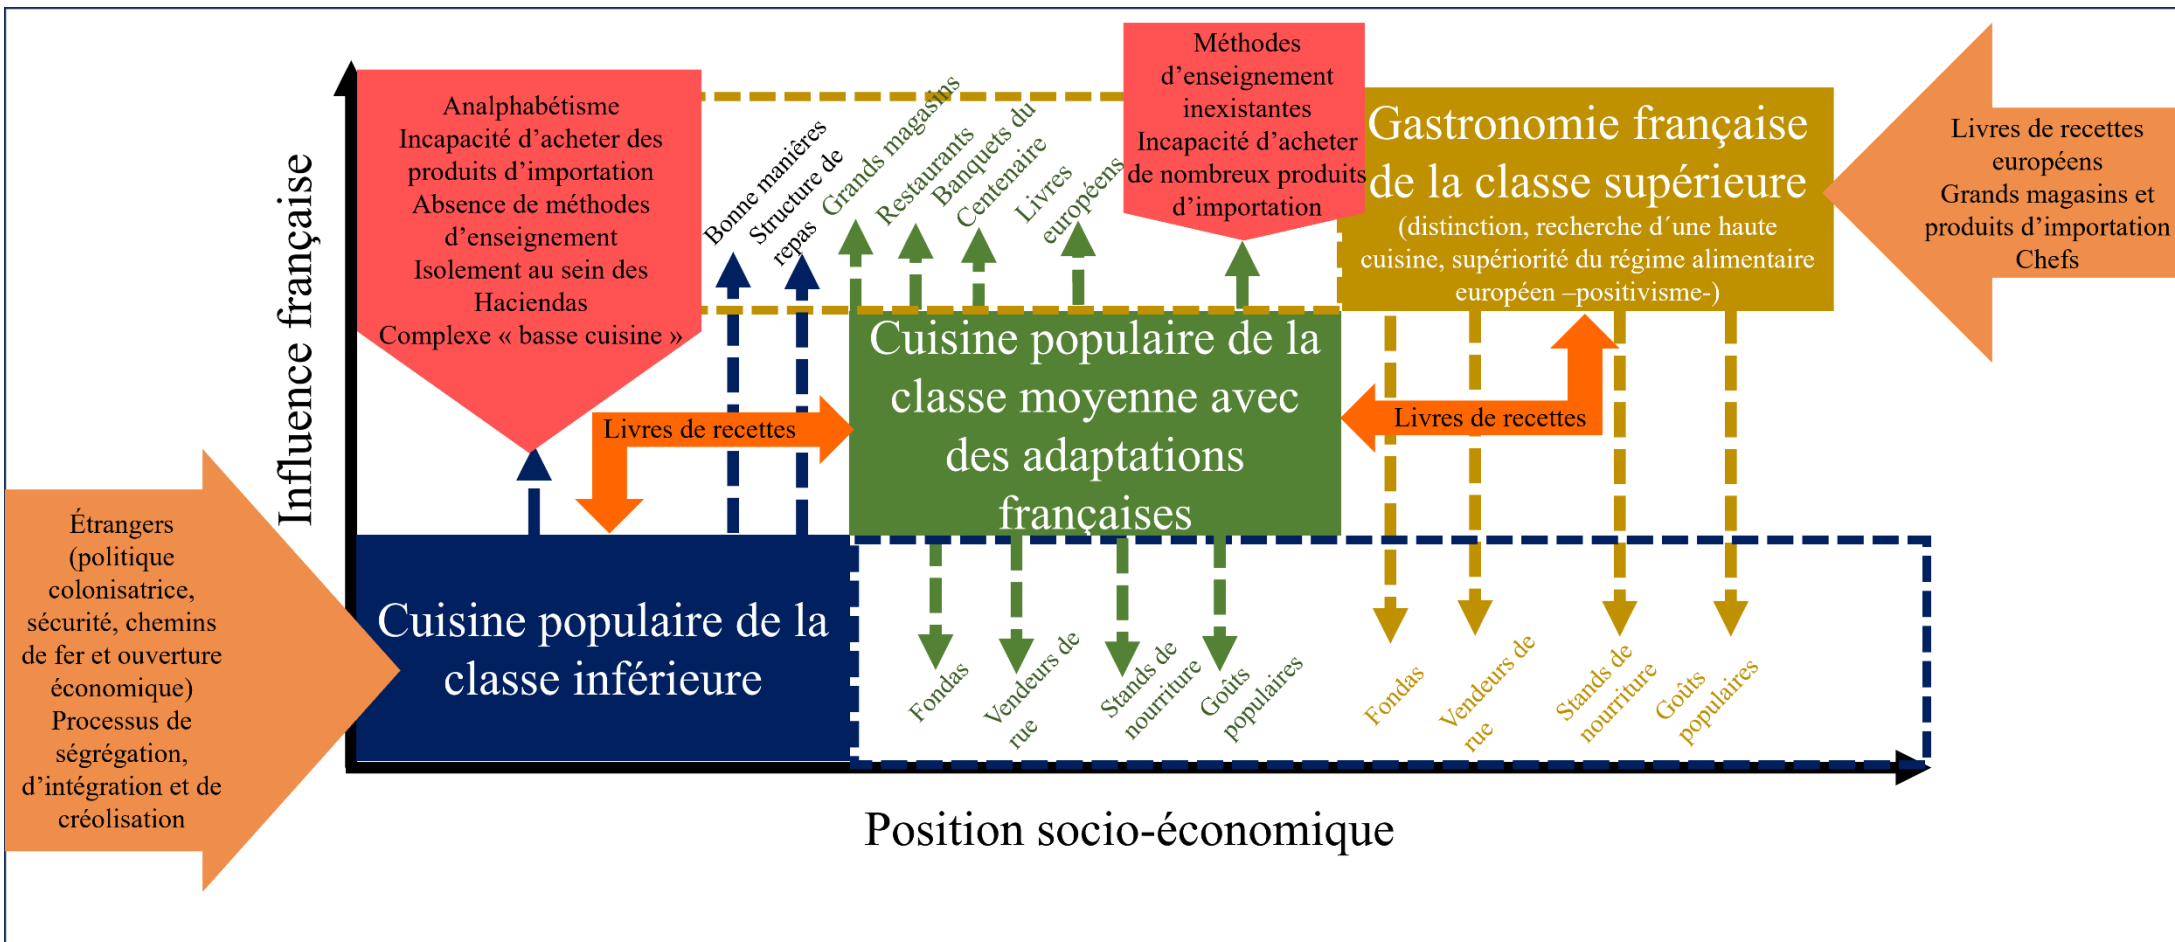 Influence française
Analphabétisme
Incapacité d’acheter des
produits d’importation
Absence de méthodes
d’enseignement
Isolement au sein des
Haciendas
Complexe « basse cuisine »
Bonne manières
Structure de
repas
Grands magasins
Restaurants
Banquets du
Centenaire
Livres
européens
Méthodes
d’enseignement
inexistantes
Incapacité d’acheter
de nombreux produits
d’importation
Gastronomie française
de la classe supérieure
(distinction, recherche d´une haute
cuisine, supériorité du régime alimentaire
européen –positivisme-)
Livres de recettes
européens
Grands magasins et
produits d’importation
Chefs
Livres de recettes
Cuisine populaire de la
classe moyenne avec
des adaptations
françaises
Livres de recettes
Étrangers
(politique
colonisatrice,
sécurité, chemins
de fer et ouverture
économique)
Processus de
ségrégation,
d’intégration et de
créolisation
Cuisine populaire de la
classe inférieure
Fondas
Vendeurs de
rue
Stands de
nourriture
Goûts
populaires
Fondas
Vendeurs de
rue
Stands de
nourriture
Goûts
populaires
Position socio-économique